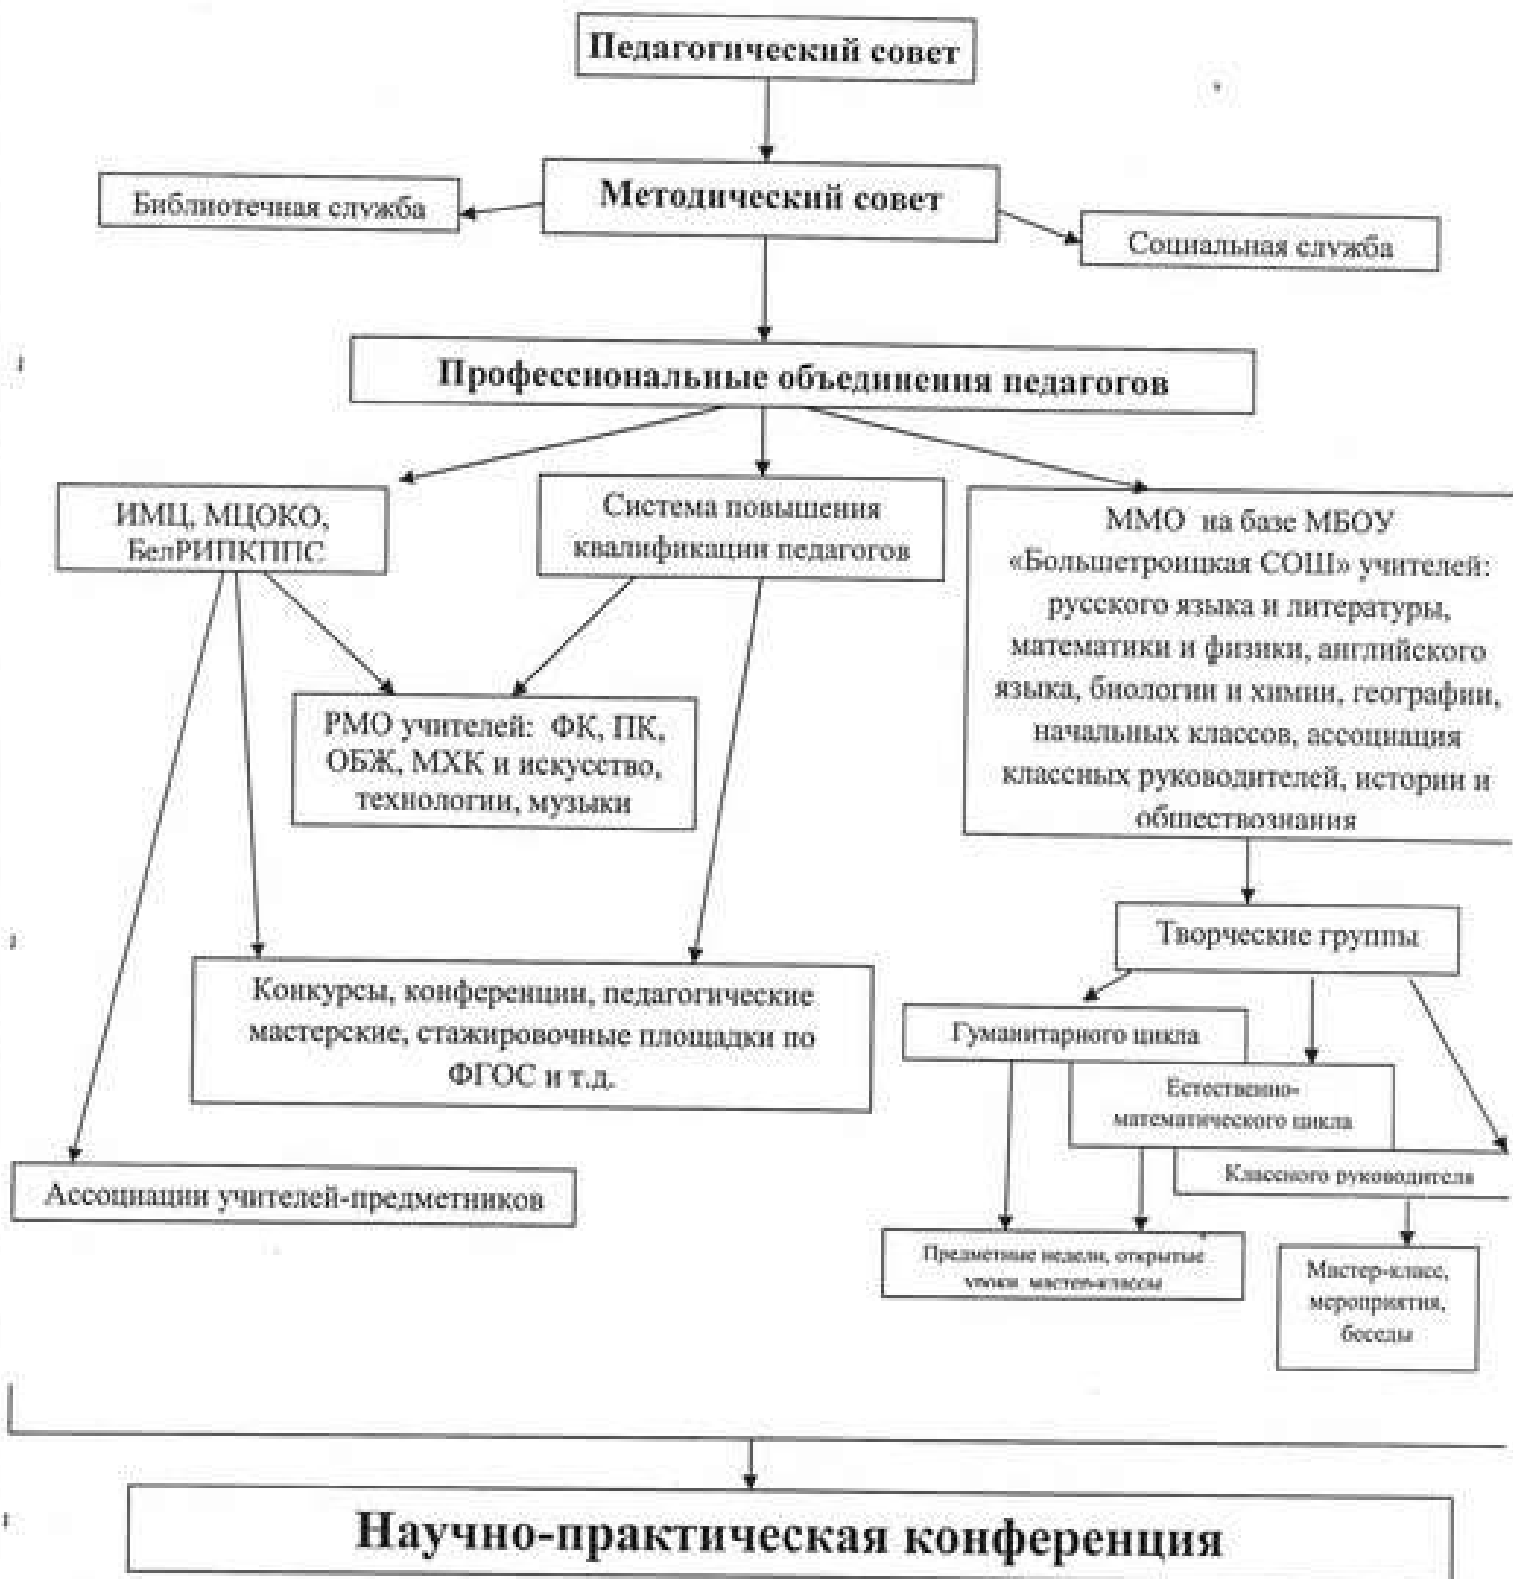 Педагогический совет
Методический совет
Библиотечная служба
Социальная служба
Профессиональные объединения педагогов
ИМЦ, МЦОКО,
БелРИПКППС
Система повышения
квалификации педагогов
ММО на базе МБОУ
«Большетроицкая СОШ» учителей:
русского языка и литературы,
математики и физики, английского
языка, биологии и химии, географии,
начальных классов, ассоциация
классных руководителей, истории и
обществознания
РМО учителей: ФК, ПК,
ОБЖ, МХК и искусство,
технологии, музыки
Творческие группы
Конкурсы, конференции, педагогические
мастерские, стажировочные площадки по
ФГОС и т.д.
Гуманитарного цикла
Естественно-
математического цикла
Классного руководителя
Ассоциации учителей-предметников
Предметные недели, открытые
уроки мастер-классы
Мастер-класс,
мероприятия,
беседы
Научно-практическая конференция